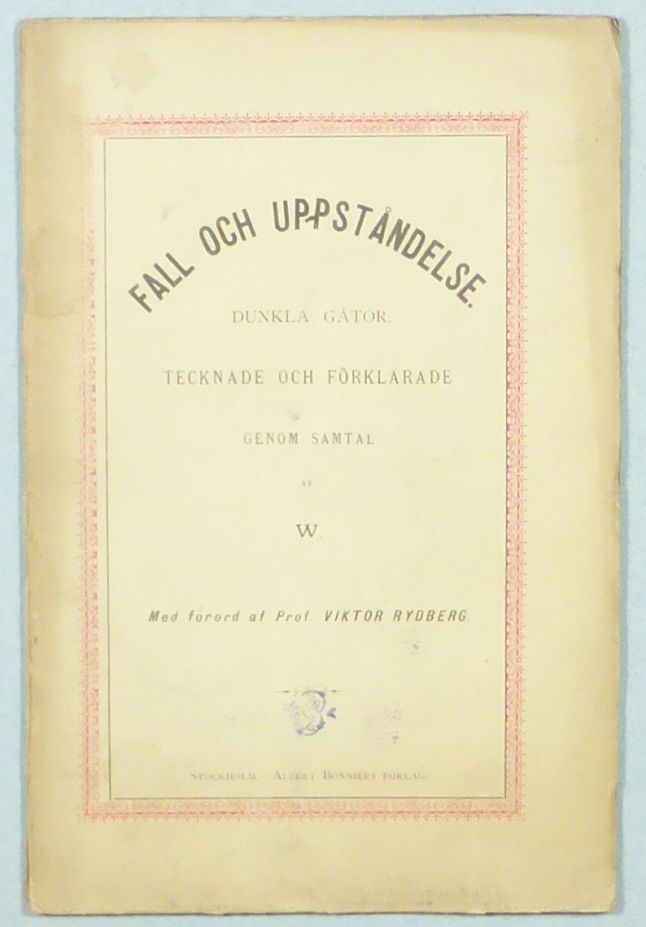 FALL OCH UPPSTÅNDELSE.
DUNKLA GÅTOR,
TECKNADE OCH FÖRKLARADE
GENOM SAMTAL
AF
W.
Med förord af Prof. VIKTOR RYDBERG.
STOCKHOLM. ALBERT BONNIERS FÖRLAG.